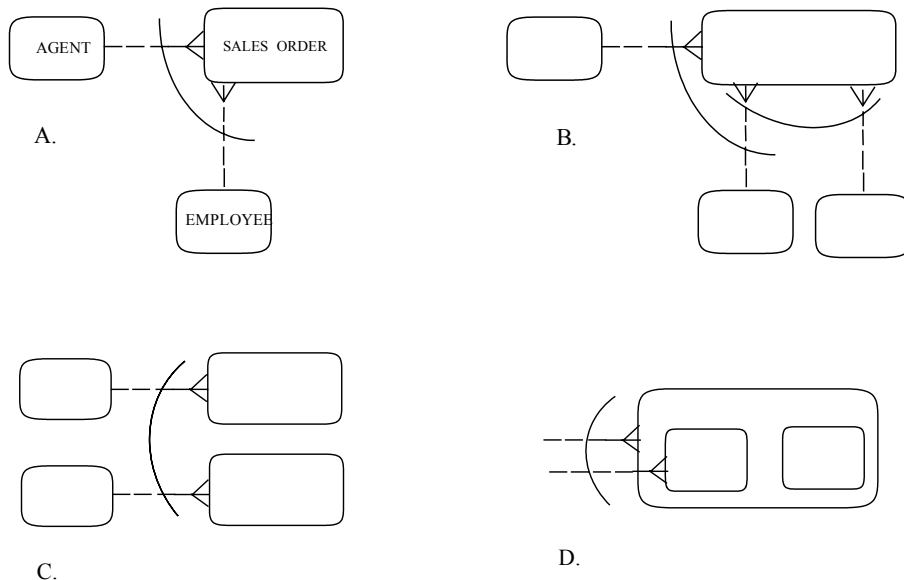 AGENT
SALES ORDER
A.
EMPLOYEE
B.
C.
D.